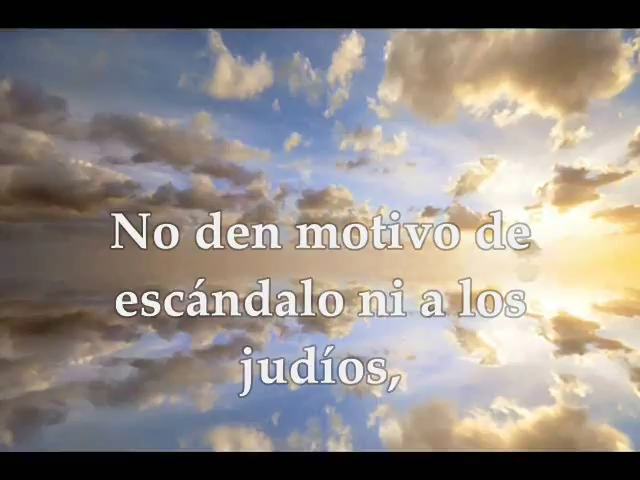 No den motivo de
escándalo ni a los
judíos,